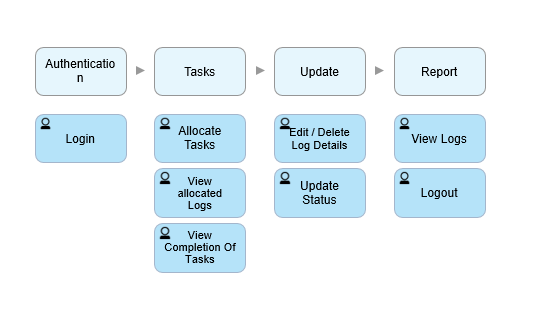 Authenticatio
n
Tasks
Update
Report
Login
Allocate
Tasks
Edit / Delete
Log Details
View Logs
View
allocated
Logs
Update
Status
Logout
View
Completion Of
Tasks